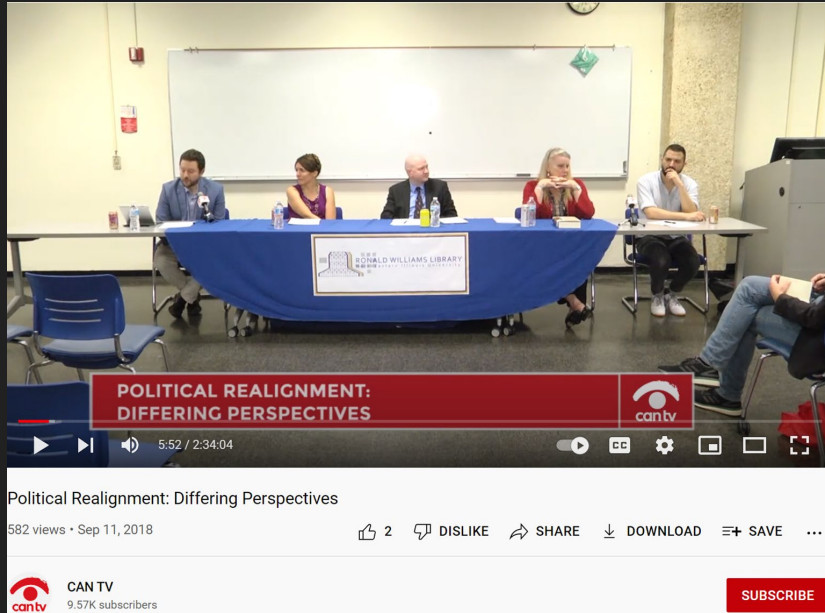 RONALD WILLIAMS LIBRARY
POLITICAL REALIGNMENT:
DIFFERING PERSPECTIVES
can tv
5:52 / 2:34:04
CC
Political Realignment: Differing Perspectives
582 views • Sep 11, 2018
2 DISLIKE SHARE DOWNLOAD SAVE ...
can tv
CAN TV
9.57K subscribers
SUBSCRIBE